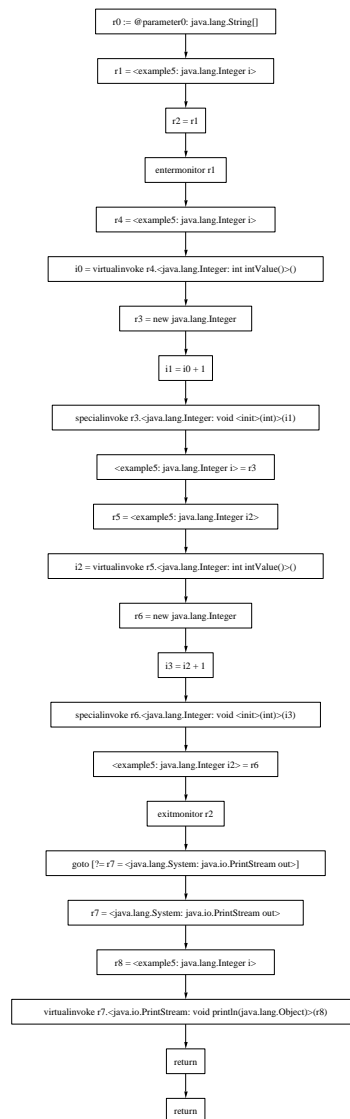 r0 := @parameter0: java.lang.String[]
r1 = <example5: java.lang.Integer i>
r2 = r1
entermonitor r1
r4 = <example5: java.lang.Integer i>
i0 = virtualinvoke r4.<java.lang.Integer: int intValue()>()
r3 = new java.lang.Integer
i1 = i0 + 1
specialinvoke r3.<java.lang.Integer: void <init>(int)>(i1)
<example5: java.lang.Integer i> = r3
r5 = <example5: java.lang.Integer i2>
i2 = virtualinvoke r5.<java.lang.Integer: int intValue()>()
r6 = new java.lang.Integer
i3 = i2 + 1
specialinvoke r6.<java.lang.Integer: void <init>(int)>(i3)
<example5: java.lang.Integer i2> = r6
exitmonitor r2
goto [?= r7 = <java.lang.System: java.io.PrintStream out>]
r7 = <java.lang.System: java.io.PrintStream out>
r8 = <example5: java.lang.Integer i>
virtualinvoke r7.<java.io.PrintStream: void println(java.lang.Object)>(r8)
return
return